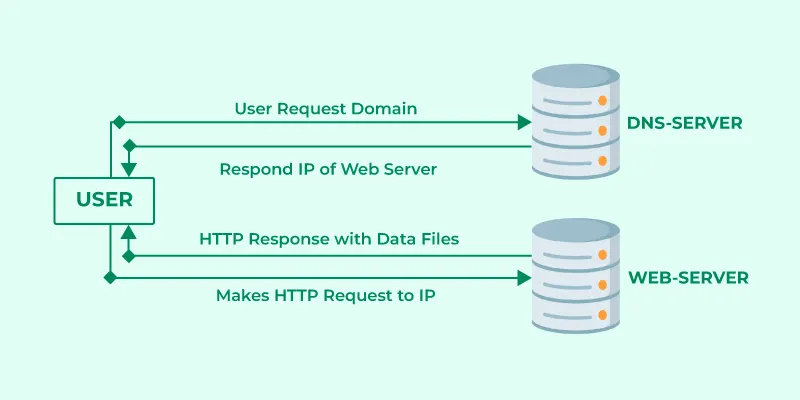 User Request Domain
DNS-SERVER
Respond IP of Web Server
USER
HTTP Response with Data Files
WEB-SERVER
Makes HTTP Request to IP